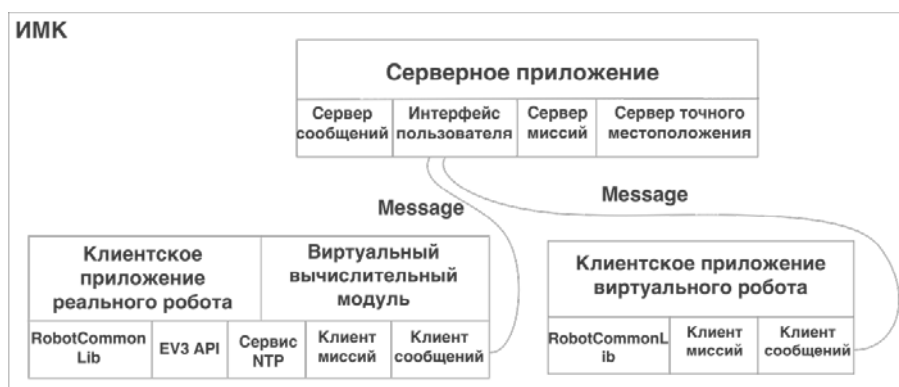 ИМК
Серверное приложение
Сервер
сообщений
Интерфейс
пользователя
Сервер
миссий
Сервер точного
местоположения
Message
Message
Клиентское
приложение
реального робота
Виртуальный
вычислительный
модуль
RobotCommon
Lib
EV3 API
Сервис
NTP
Клиент
миссий
Клиент
сообщений
Клиентское приложение
виртуального робота
RobotCommonL
ib
Клиент
миссий
Клиент
сообщений